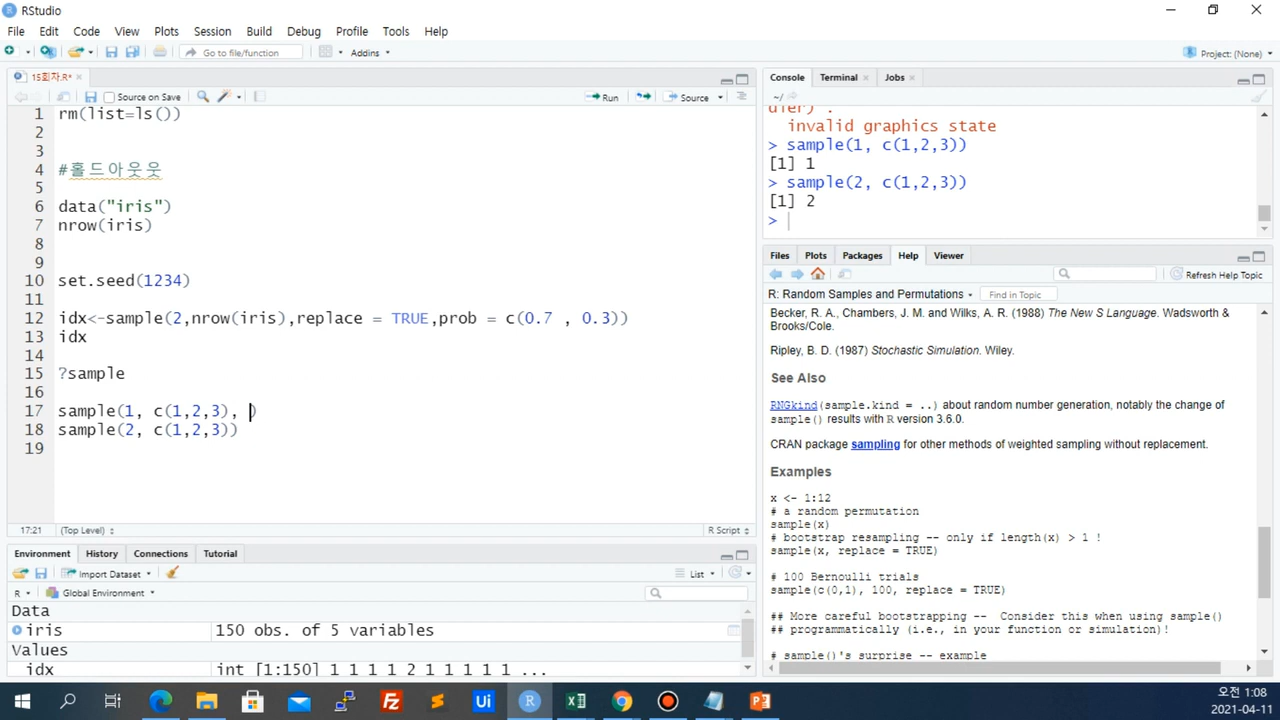 RStudio
File Edit Code View Plots Session Build Debug Profile Tools Help
Go to file/function Addins Project: (None)
15회차.R*
Source on Save Run Source
1 rm(list=ls())
2
3
4 #홀드아웃웃
5
6 data("iris")
7 nrow(iris)
8
9
10 set.seed(1234)
11
12 idx<-sample(2,nrow(iris),replace = TRUE,prob = c(0.7 , 0.3))
13 idx
14
15 ?sample
16
17 sample(1, c(1,2,3), )
18 sample(2, c(1,2,3))
19
17:21 (Top Level) R Script
Environment History Connections Tutorial
Import Dataset List
R Global Environment
Data
iris 150 obs. of 5 variables
Values
idx int [1:150] 1 1 1 1 2 1 1 1 1 1...
Console Terminal Jobs
~/
invalid graphics state
> sample(1, c(1,2,3))
[1] 1
> sample(2, c(1,2,3))
[1] 2
>
Files Plots Packages Help Viewer
Refresh Help Topic
R: Random Samples and Permutations Find in Topic
Becker, R. A., Chambers, J. M. and Wilks, A. R. (1988) The New S Language. Wadsworth &
Brooks/Cole.
Ripley, B. D. (1987) Stochastic Simulation. Wiley.
See Also
RNGkind(sample.kind = ..) about random number generation, notably the change of
sample() results with R version 3.6.0.
CRAN package sampling for other methods of weighted sampling without replacement.
Examples
x <- 1:12
# a random permutation
sample(x)
# bootstrap resampling -- only if length(x) > 1 !
sample(x, replace = TRUE)
# 100 Bernoulli trials
sample(c(0,1), 100, replace = TRUE)
## More careful bootstrapping -- Consider this when using sample()
## programmatically (i.e., in your function or simulation)!
# sample()'s surprise -- example
오전 1:08
2021-04-11